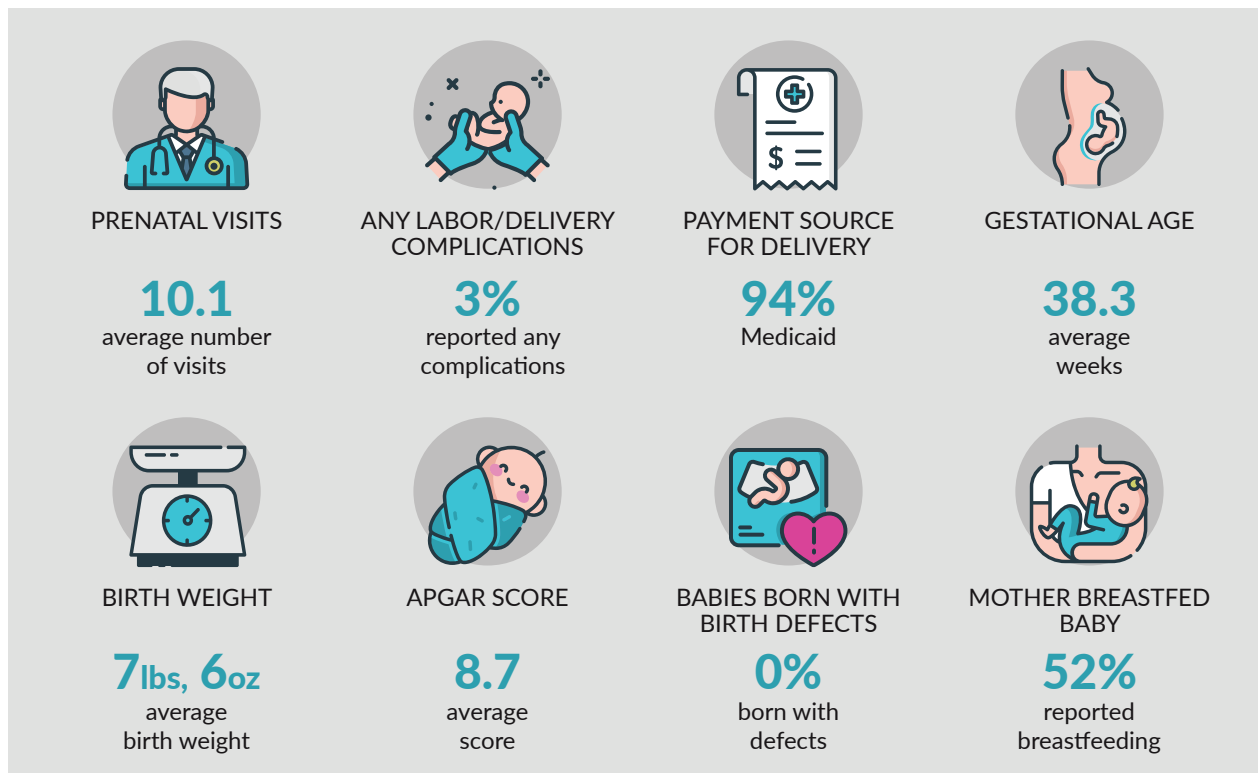 PRENATAL VISITS
10.1
average number
of visits
ANY LABOR/DELIVERY
COMPLICATIONS
3%
reported any
complications
$
PAYMENT SOURCE
FOR DELIVERY
94%
Medicaid
GESTATIONAL AGE
38.3
average
weeks
BIRTH WEIGHT
7lbs, 6oz
average
birth weight
APGAR SCORE
8.7
average
score
!
BABIES BORN WITH
BIRTH DEFECTS
0%
born with
defects
MOTHER BREASTFED
BABY
52%
reported
breastfeeding